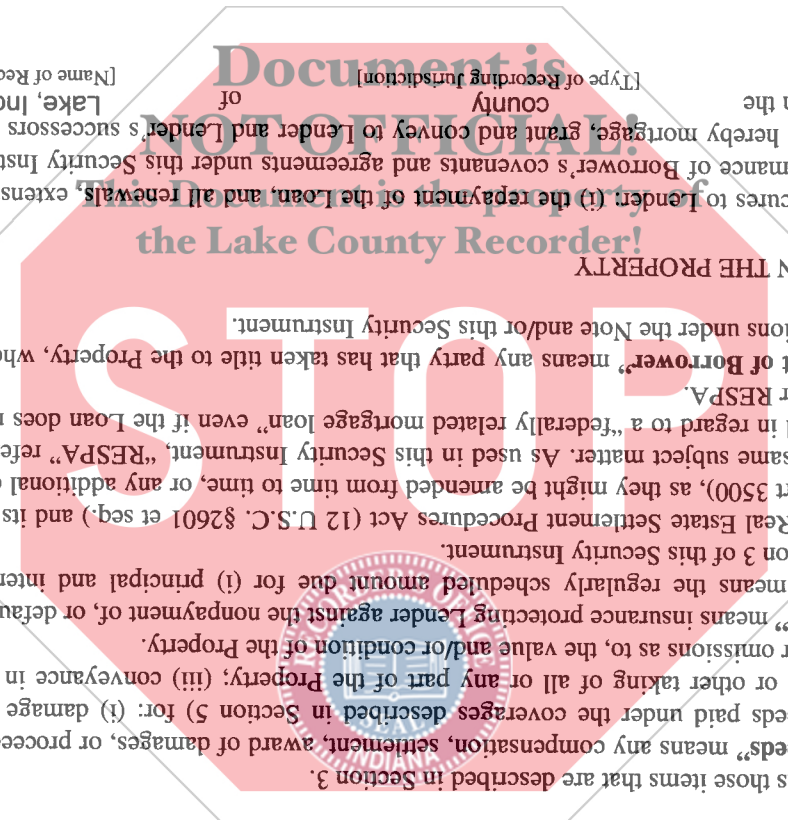 Document is
NOT OFFICIAL!
This Document is the property of
the Lake County Recorder!
STOP
RECORDER'S OFFICE
SEAL
INDIANA
s those items that are described in Section 3.
eeds" means any compensation, settlement, award of damages, or procee
eds paid under the coverages described in Section 5) for: (i) damage
or other taking of all or any part of the Property; (iii) conveyance in
r omissions as to, the value and/or condition of the Property.
" means insurance protecting Lender against the nonpayment of, or defau
means the regularly scheduled amount due for (i) principal and inter
on 3 of this Security Instrument.
Real Estate Settlement Procedures Act (12 U.S.C. §2601 et seq.) and its
rt 3500), as they might be amended from time to time, or any additional
same subject matter. As used in this Security Instrument, "RESPA" refe
d in regard to a "federally related mortgage loan" even if the Loan does
r RESPA.
t of Borrower" means any party that has taken title to the Property, whe
ions under the Note and/or this Security Instrument.
N THE PROPERTY
cures to Lender: (i) the repayment of the Loan, and all renewals, extens
mance of Borrower's covenants and agreements under this Security Inst
hereby mortgage, grant and convey to Lender and Lender's successors
n the county of Lake, Ind
[Type of Recording Jurisdiction] [Name of Rec